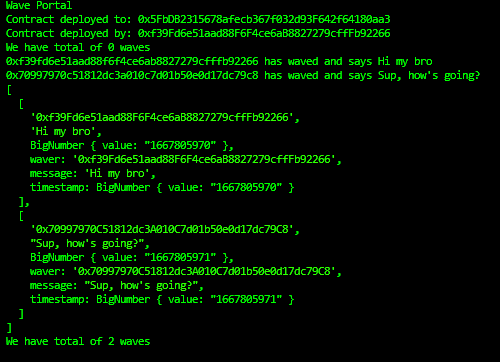 Wave Portal
Contract deployed to: 0x5FbDB2315678afecb367f032d93F642f64180aa3
Contract deployed by: 0xf39Fd6e51aad88F6F4ce6aB8827279cffFb92266
We have total of 0 waves
0xf39fd6e51aad88f6f4ce6ab8827279cfffb92266 has waved and says Hi my bro
0x70997970c51812dc3a010c7d01b50e0d17dc79c8 has waved and says Sup, how's going?
[
[
'0xf39Fd6e51aad88F6F4ce6aB8827279cffFb92266',
'Hi my bro',
BigNumber { value: "1667805970" },
waver: '0xf39Fd6e51aad88F6F4ce6aB8827279cffFb92266',
message: 'Hi my bro',
timestamp: BigNumber { value: "1667805970" }
],
[
'0x70997970C51812dc3A010C7d01b50e0d17dc79C8',
"Sup, how's going?",
BigNumber { value: "1667805971" },
waver: '0x70997970C51812dc3A010C7d01b50e0d17dc79C8',
message: "Sup, how's going?",
timestamp: BigNumber { value: "1667805971" }
]
]
We have total of 2 waves